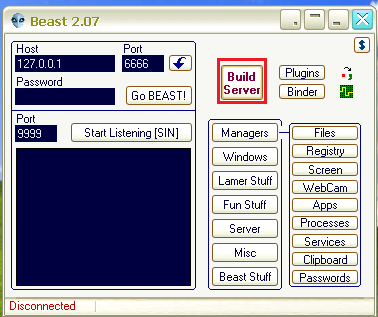 Beast 2.07
Host Port
127.0.0.1 6666
Password
Go BEAST!
Port
9999 Start Listening [SIN]
$
Build Server
Plugins
Binder
Managers
Windows
Lamer Stuff
Fun Stuff
Server
Misc
Beast Stuff
Files
Registry
Screen
WebCam
Apps
Processes
Services
Clipboard
Passwords
Disconnected